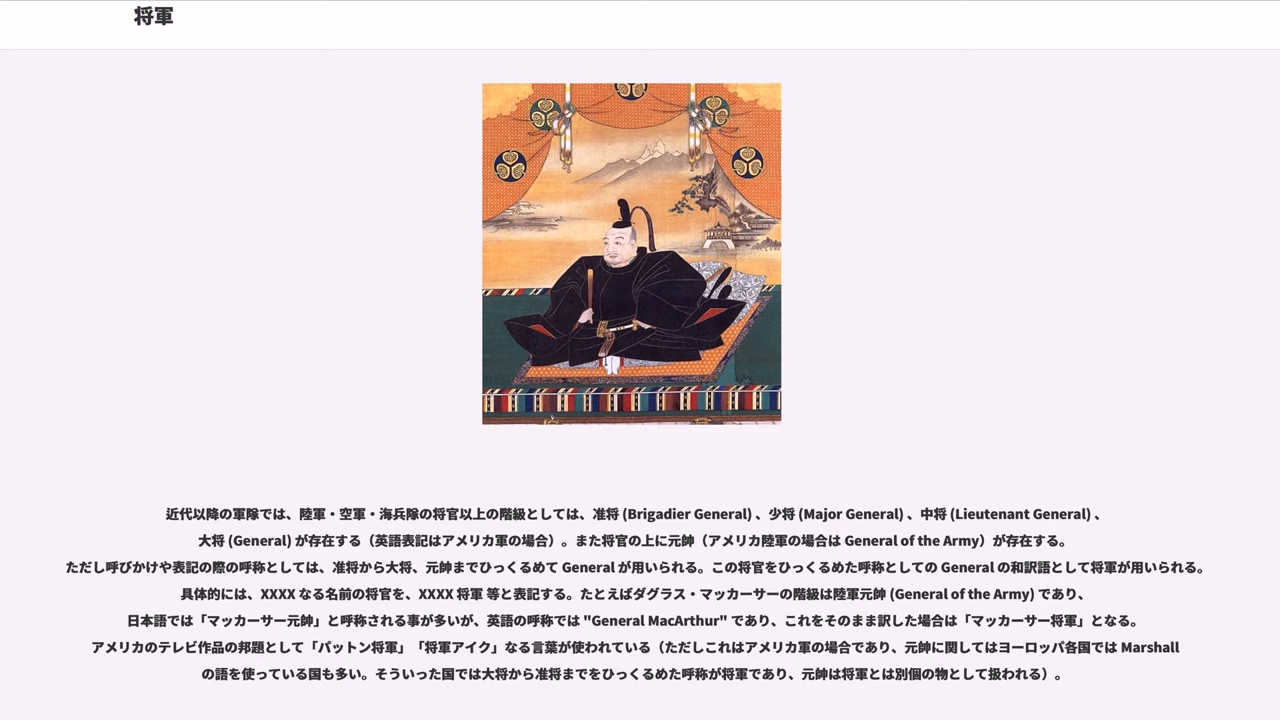 将軍
近代以降の軍隊では、陸軍・空軍・海兵隊の将官以上の階級としては、准将 (Brigadier General) 、少将 (Major General) 、中将 (Lieutenant General) 、
大将 (General) が存在する（英語表記はアメリカ軍の場合）。また将官の上に元帥（アメリカ陸軍の場合は General of the Army）が存在する。
ただし呼びかけや表記の際の呼称としては、准将から大将、元帥までひっくるめて General が用いられる。この将官をひっくるめた呼称としての General の和訳語として将軍が用いられる。
具体的には、XXXX なる名前の将官を、XXXX 将軍 等と表記する。たとえばダグラス・マッカーサーの階級は陸軍元帥 (General of the Army) であり、
日本語では「マッカーサー元帥」と呼称される事が多いが、英語の呼称では "General MacArthur" であり、これをそのまま訳した場合は「マッカーサー将軍」となる。
アメリカのテレビ作品の邦題として「パットン将軍」「将軍アイク」なる言葉が使われている（ただしこれはアメリカ軍の場合であり、元帥に関してはヨーロッパ各国では Marshall
の語を使っている国も多い。そういった国では大将から准将までをひっくるめた呼称が将軍であり、元帥は将軍とは別個の物として扱われる）。